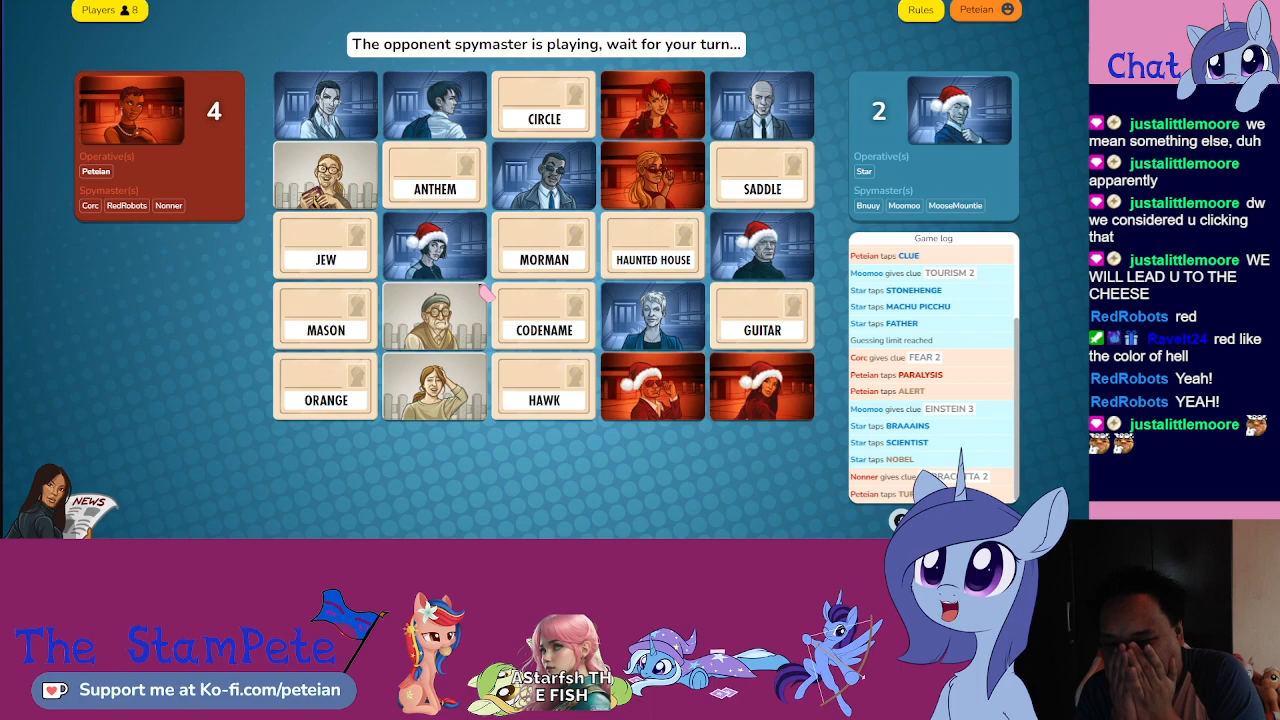 Players 8
Rules
Peteian
The opponent spymaster is playing, wait for your turn...
4
Operative(s)
Peteian
Spymaster(s)
Corc RedRobots Nonner
CIRCLE
ANTHEM
SADDLE
JEW
MORMAN
HAUNTED HOUSE
MASON
CODENAME
GUITAR
ORANGE
HAWK
2
Operative(s)
Star
Spymaster(s)
Bnuuy Moomoo MooseMountie
Game log
Peteian taps CLUE
Moomoo gives clue TOURISM 2
Star taps STONEHENGE
Star taps MACHU PICCHU
Star taps FATHER
Guessing limit reached
Corc gives clue FEAR 2
Peteian taps PARALYSIS
Peteian taps ALERT
Moomoo gives clue EINSTEIN 3
Star taps BRAAAINS
Star taps SCIENTIST
Star taps NOBEL
Nonner gives clue
2
Peteian taps
Chat
justalittlemoore we
mean something else, duh
justalittlemoore
apparently
justalittlemoore dw
we considered u clicking
that
justalittlemoore WE
WILL LEAD U TO THE
CHEESE
RedRobots red
Ravelt24 red like
the color of hell
RedRobots Yeah!
RedRobots YEAH!
justalittlemoore
NEWS
The StamPete
Support me at Ko-fi.com/peteian
AStarfsh TH
E FISH